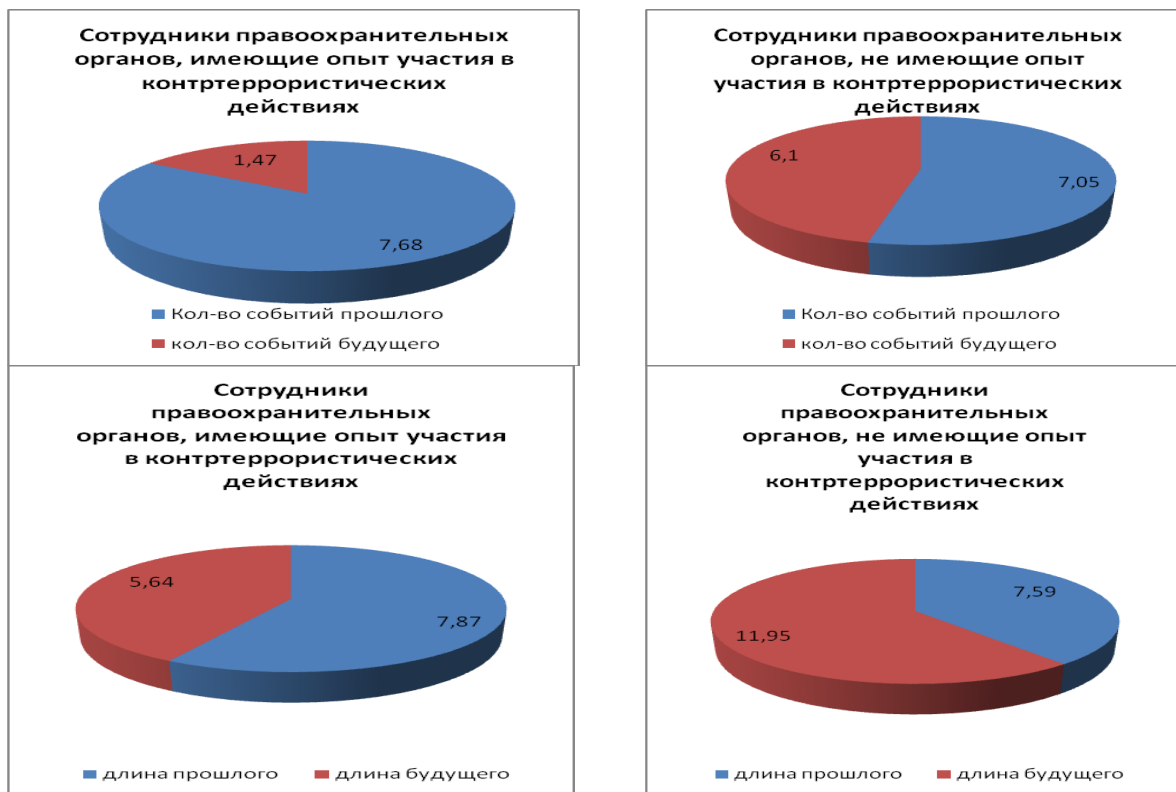 Сотрудники правоохранительных
органов, имеющие опыт участия в
контртеррористических
действиях
1,47
7,68
Кол-во событий прошлого
кол-во событий будущего
Сотрудники правоохранительных
органов, не имеющие опыт
участия в контртеррористических
действиях
6,1
7,05
Кол-во событий прошлого
кол-во событий будущего
Сотрудники
правоохранительных
органов, имеющие опыт участия
в контртеррористических
действиях
5,64
7,87
длина прошлого длина будущего
Сотрудники
правоохранительных
органов, не имеющие опыт
участия в
контртеррористических
действиях
7,59
11,95
длина прошлого длина будущего